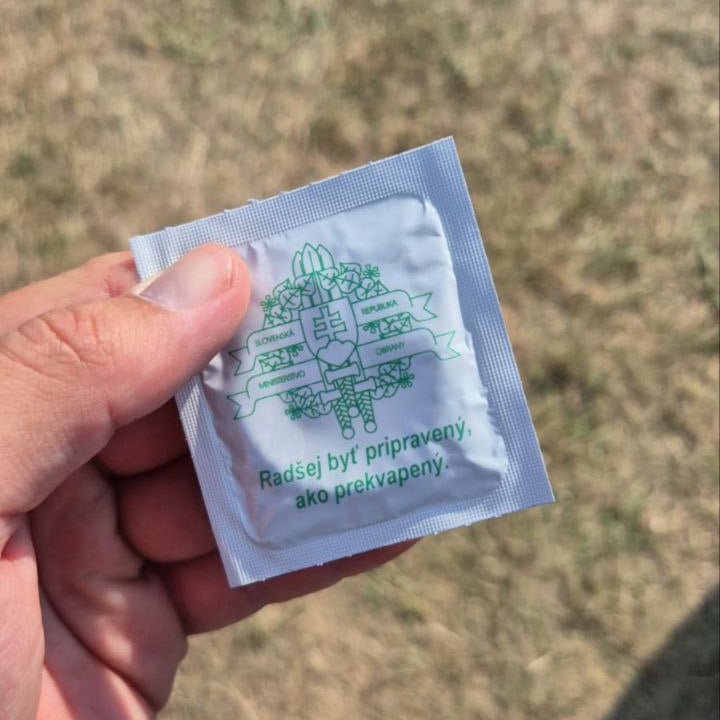 SLOVENSKÁ REPUBLIKA
MINISTERSTVO OBRANY
Radšej byť pripravený,
ako prekvapený.